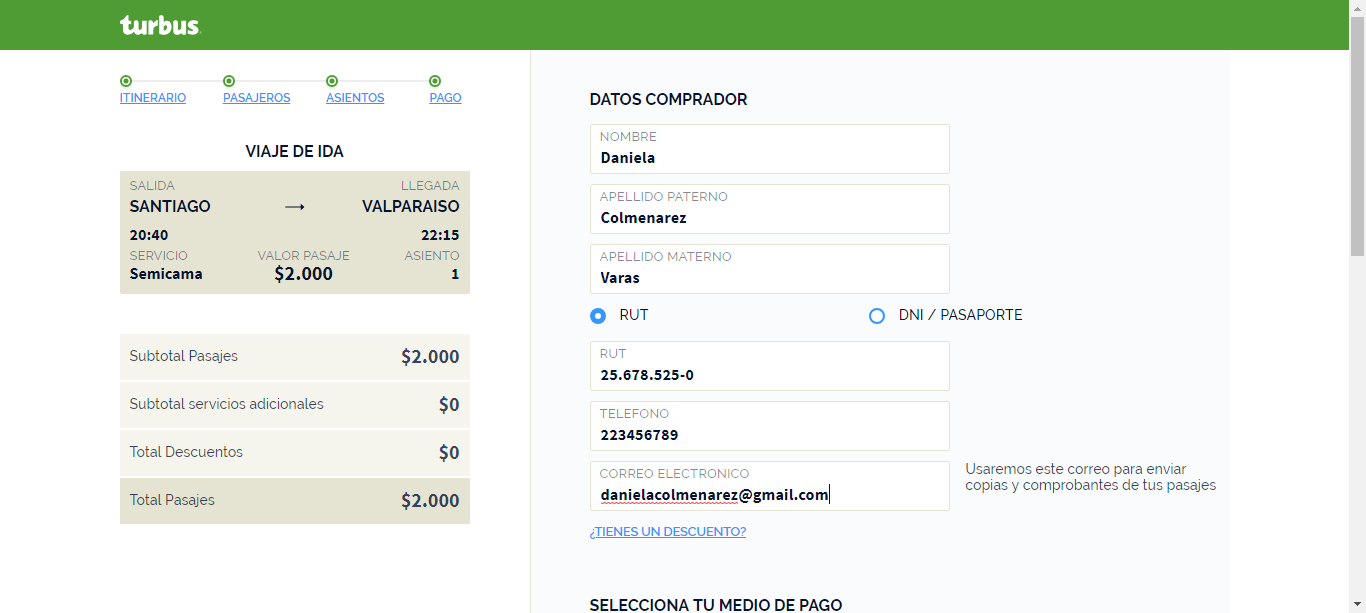 turbus
ITINERARIO PASAJEROS ASIENTOS PAGO
VIAJE DE IDA
SALIDA LLEGADA
SANTIAGO → VALPARAISO
20:40 22:15
SERVICIO VALOR PASAJE ASIENTO
Semicama $2.000 1
Subtotal Pasajes $2.000
Subtotal servicios adicionales $0
Total Descuentos $0
Total Pasajes $2.000
DATOS COMPRADOR
NOMBRE
Daniela
APELLIDO PATERNO
Colmenarez
APELLIDO MATERNO
Varas
RUT DNI / PASAPORTE
RUT
25.678.525-0
TELEFONO
223456789
CORREO ELECTRONICO
danielacolmenarez@gmail.com
Usaremos este correo para enviar
copias y comprobantes de tus pasajes
¿TIENES UN DESCUENTO?
SELECCIONA TU MEDIO DE PAGO